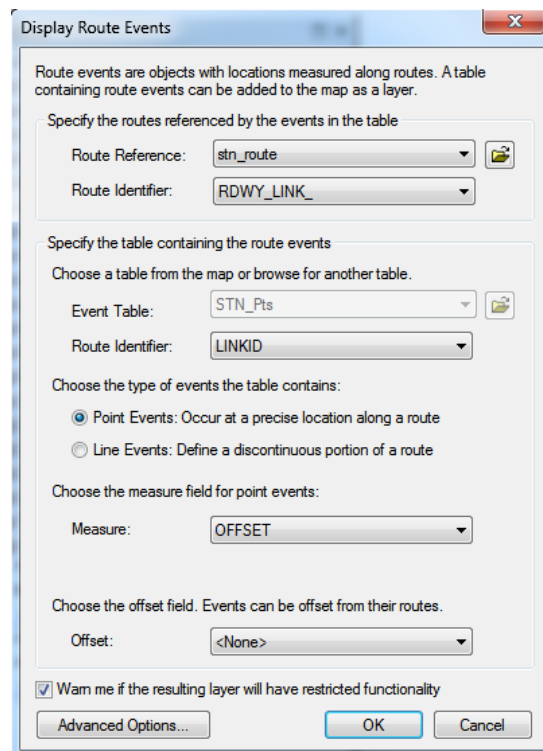 Display Route Events
Route events are objects with locations measured along routes. A table
containing route events can be added to the map as a layer.
Specify the routes referenced by the events in the table
Route Reference: stn_route
Route Identifier: RDWY_LINK_
Specify the table containing the route events
Choose a table from the map or browse for another table.
Event Table: STN_Pts
Route Identifier: LINKID
Choose the type of events the table contains:
Point Events: Occur at a precise location along a route
Line Events: Define a discontinuous portion of a route
Choose the measure field for point events:
Measure: OFFSET
Choose the offset field. Events can be offset from their routes.
Offset: <None>
Warn me if the resulting layer will have restricted functionality
Advanced Options... OK Cancel